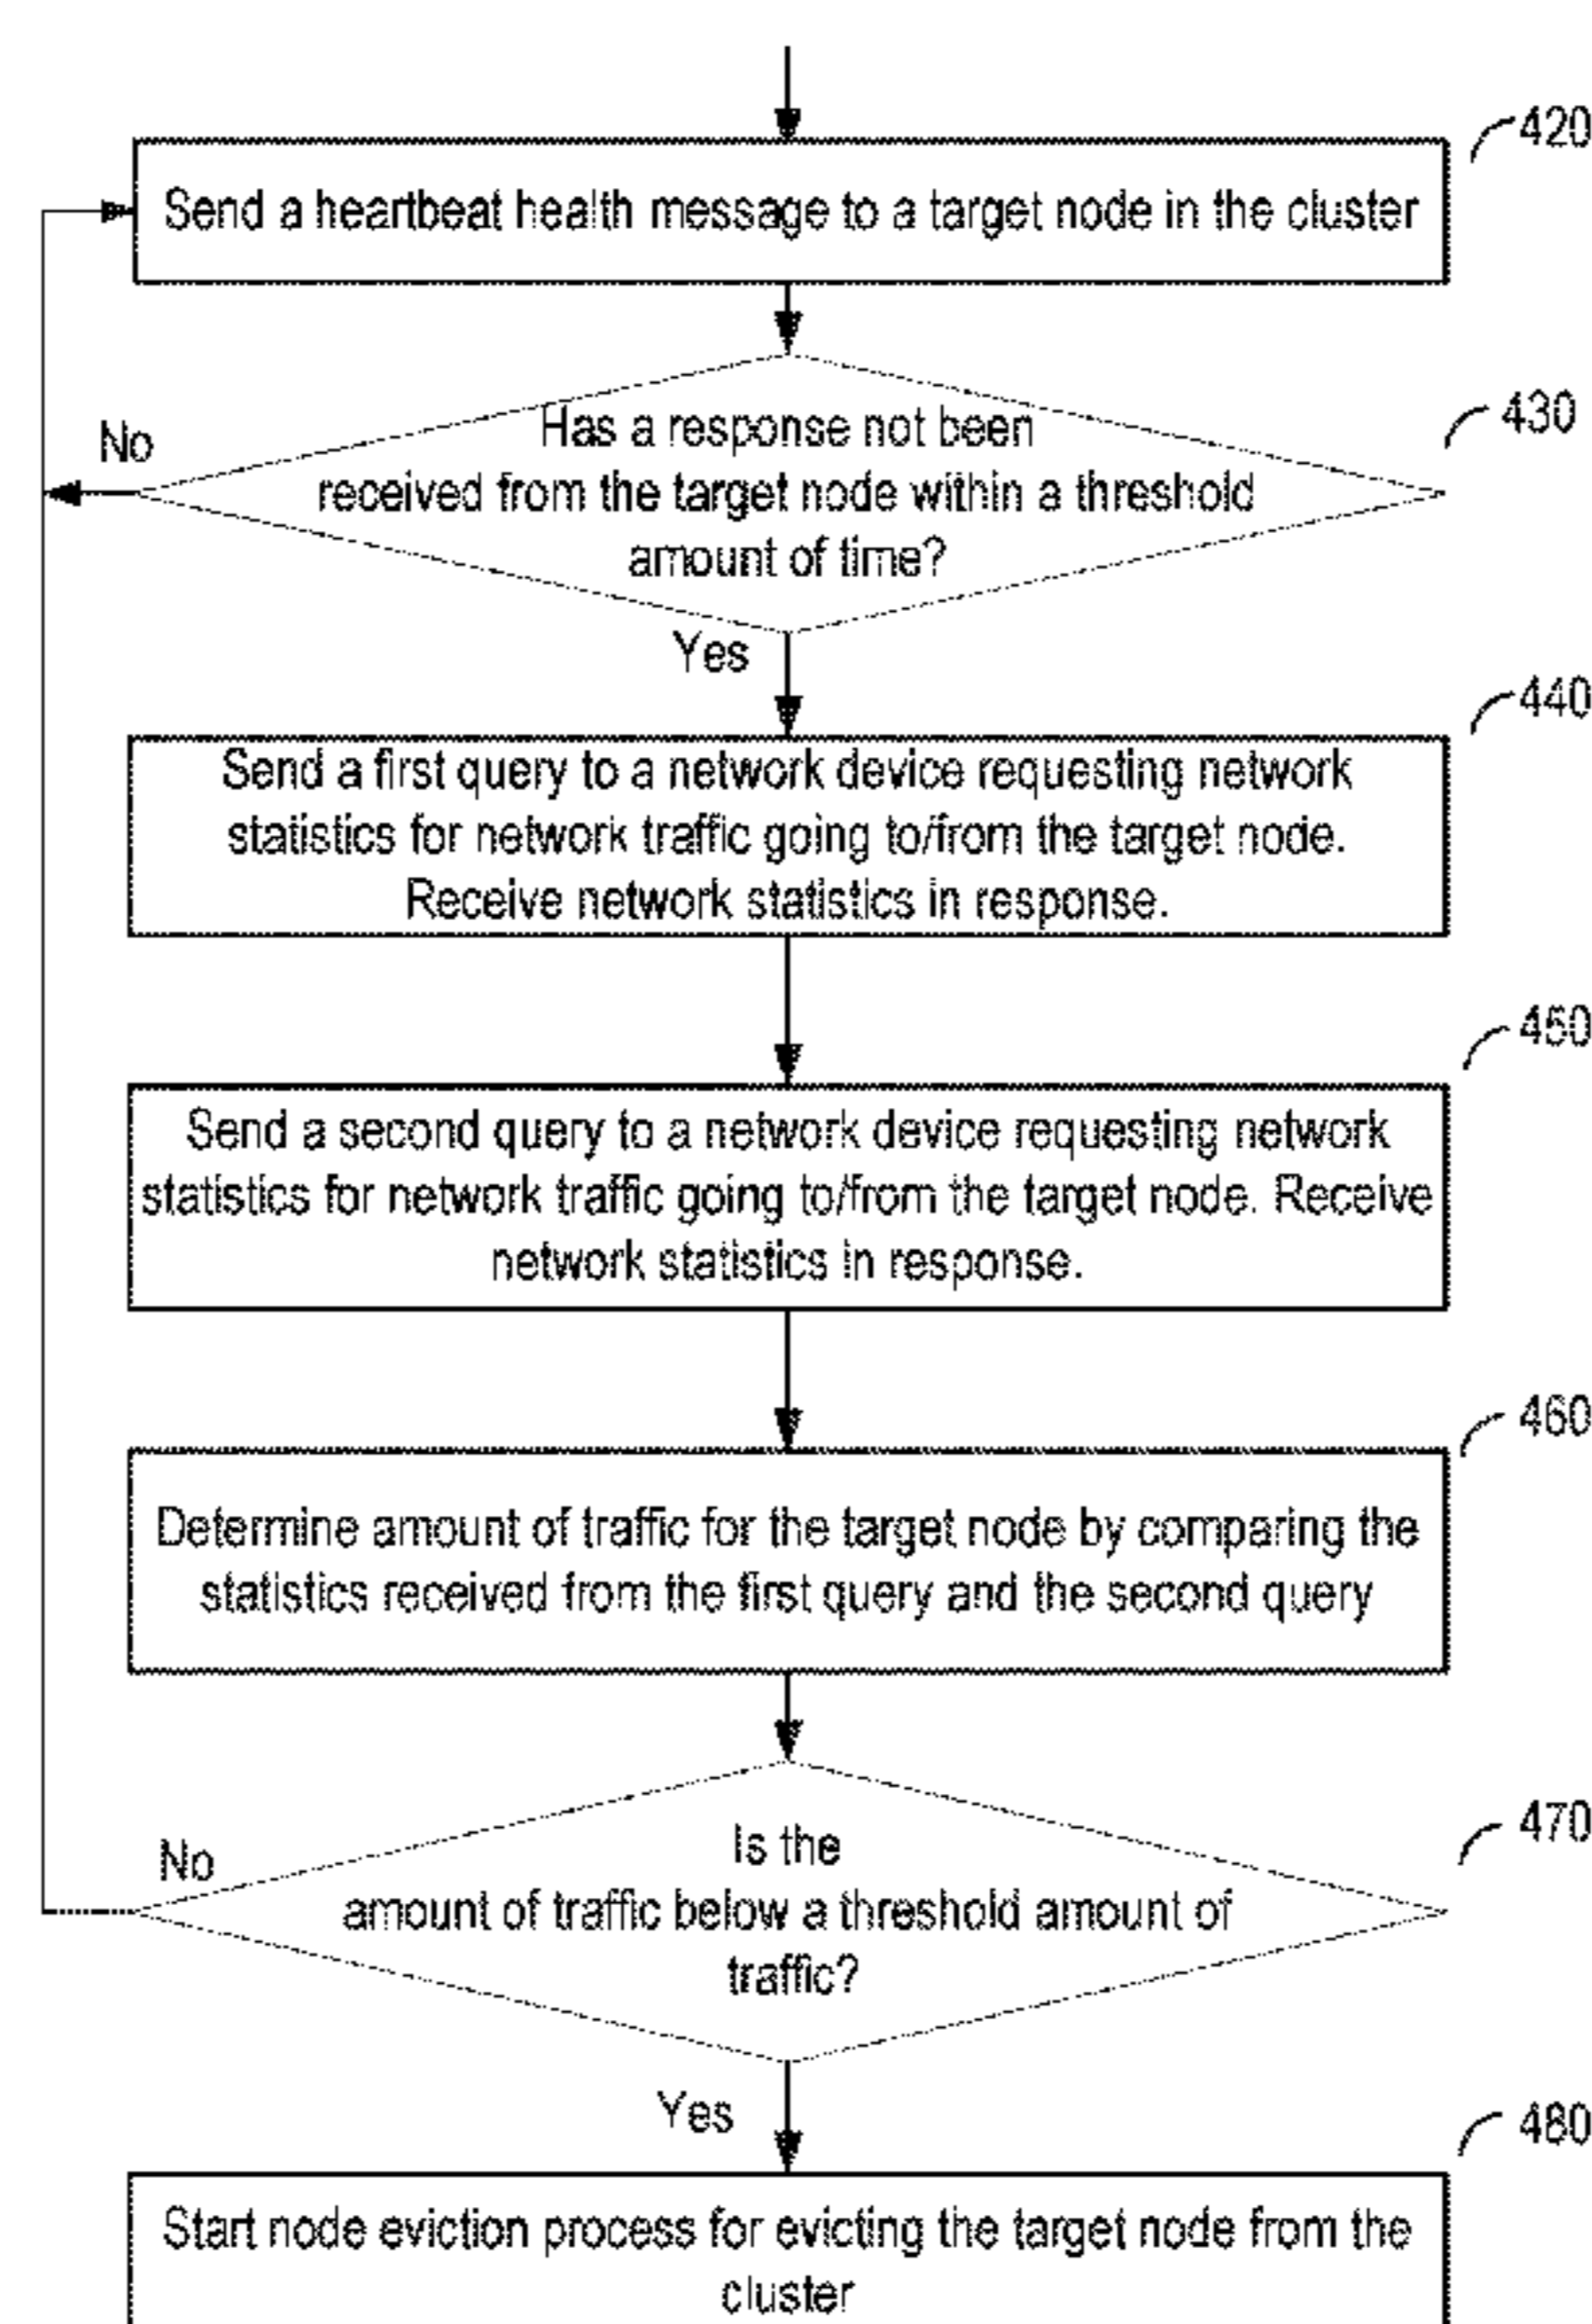 420
Send a heartbeat health message to a target node in the cluster
430
No
Has a response not been
received from the target node within a threshold
amount of time?
Yes
440
Send a first query to a network device requesting network
statistics for network traffic going to/from the target node.
Receive network statistics in response.
450
Send a second query to a network device requesting network
statistics for network traffic going to/from the target node. Receive
network statistics in response.
460
Determine amount of traffic for the target node by comparing the
statistics received from the first query and the second query
470
No
Is the
amount of traffic below a threshold amount of
traffic?
Yes
480
Start node eviction process for evicting the target node from the
cluster